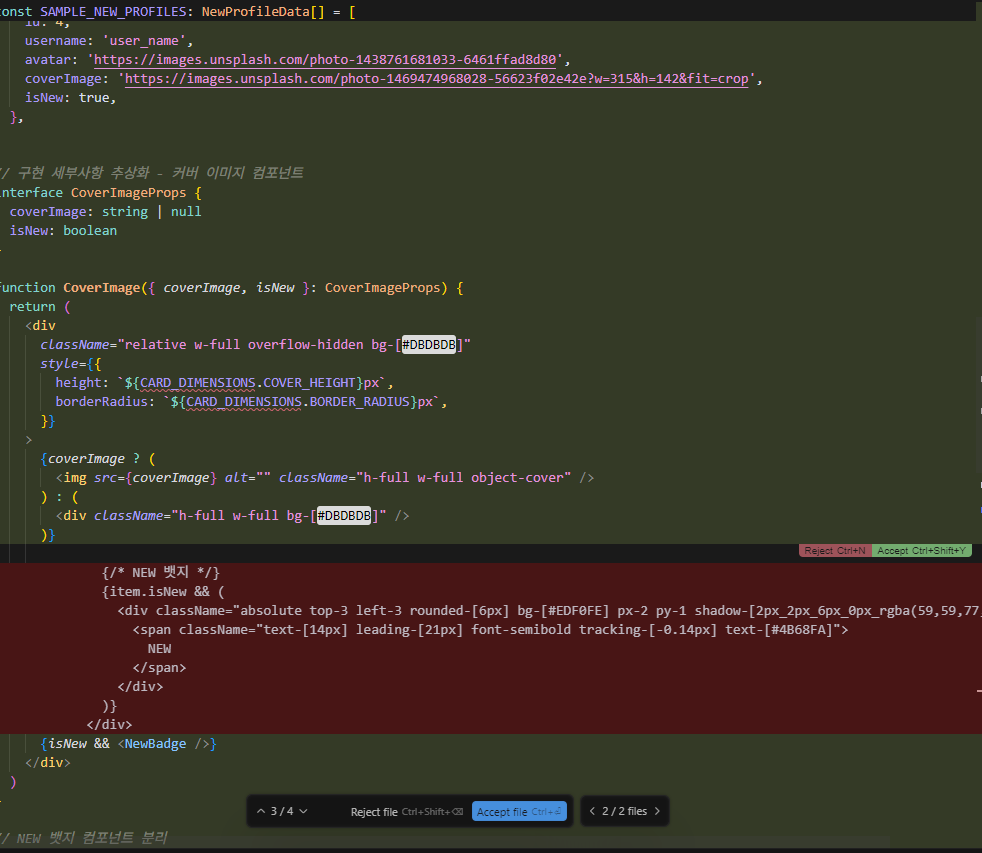 const SAMPLE_NEW_PROFILES: NewProfileData[] = [
id: 4,
username: 'user_name',
avatar: 'https://images.unsplash.com/photo-1438761681033-6461ffad8d80',
coverImage: 'https://images.unsplash.com/photo-1469474968028-56623f02e42e?w=315&h=142&fit=crop',
isNew: true,
},
// 구현 세부사항 추상화 - 커버 이미지 컴포넌트
interface CoverImageProps {
coverImage: string | null
isNew: boolean
function CoverImage({ coverImage, isNew }: CoverImageProps) {
return (
<div
className="relative w-full overflow-hidden bg-[#DBDBDB]"
style={{
height: `${CARD_DIMENSIONS.COVER_HEIGHT}px`,
borderRadius: `${CARD_DIMENSIONS.BORDER_RADIUS}px`,
}}
>
{coverImage ? (
<img src={coverImage} alt="" className="h-full w-full object-cover" />
) : (
<div className="h-full w-full bg-[#DBDBDB]" />
)}
Reject Ctrl+N Accept Ctrl+Shift+Y
{/* NEW 뱃지 */}
{item.isNew && (
<div className="absolute top-3 left-3 rounded-[6px] bg-[#EDF0FE] px-2 py-1 shadow-[2px_2px_6px_0px_rgba(59,59,77,
<span className="text-[14px] leading-[21px] font-semibold tracking-[-0.14px] text-[#4B68FA]">
NEW
</span>
</div>
)}
</div>
{isNew && <NewBadge />}
</div>
)
3 / 4 Reject file Ctrl+Shift+⌫ Accept file Ctrl+⏎ 2 / 2 files
// NEW 뱃지 컴포넌트 분리